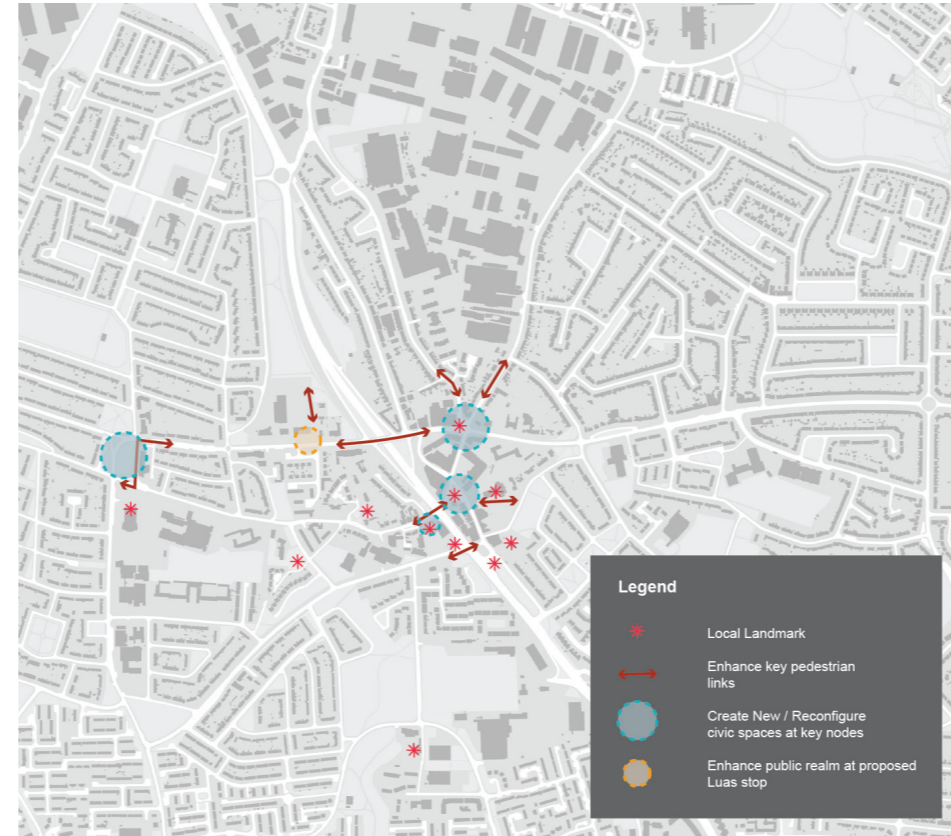 Legend
Local Landmark
Enhance key pedestrian
links
Create New / Reconfigure
civic spaces at key nodes
Enhance public realm at proposed
Luas stop